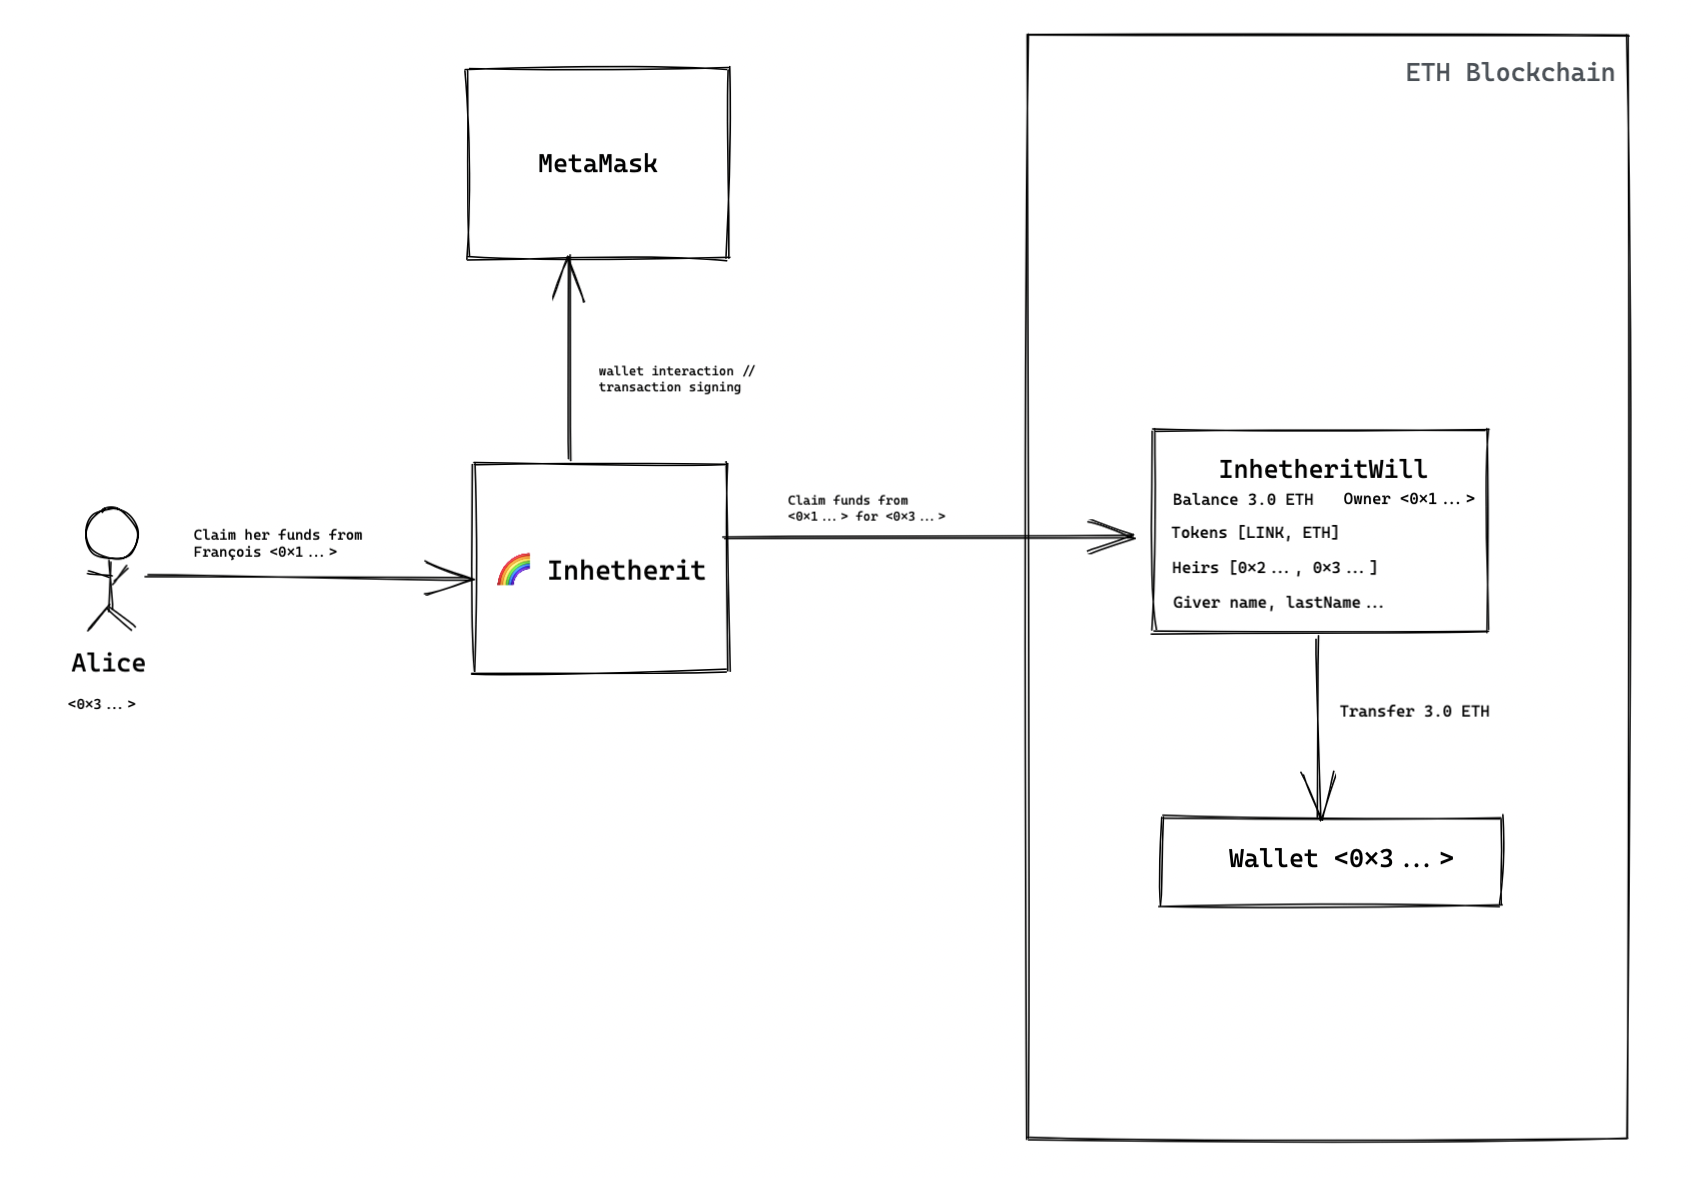 ETH Blockchain
MetaMask
wallet interaction //
transaction signing
Claim her funds from
François <0×1...>
Alice
<0×3...>
🌈 Inhetherit
Claim funds from
<0×1...> for <0×3...>
InhetheritWill
Balance 3.0 ETH Owner <0×1...>
Tokens [LINK, ETH]
Heirs [0×2..., 0×3...]
Giver name, lastName...
Transfer 3.0 ETH
Wallet <0×3...>